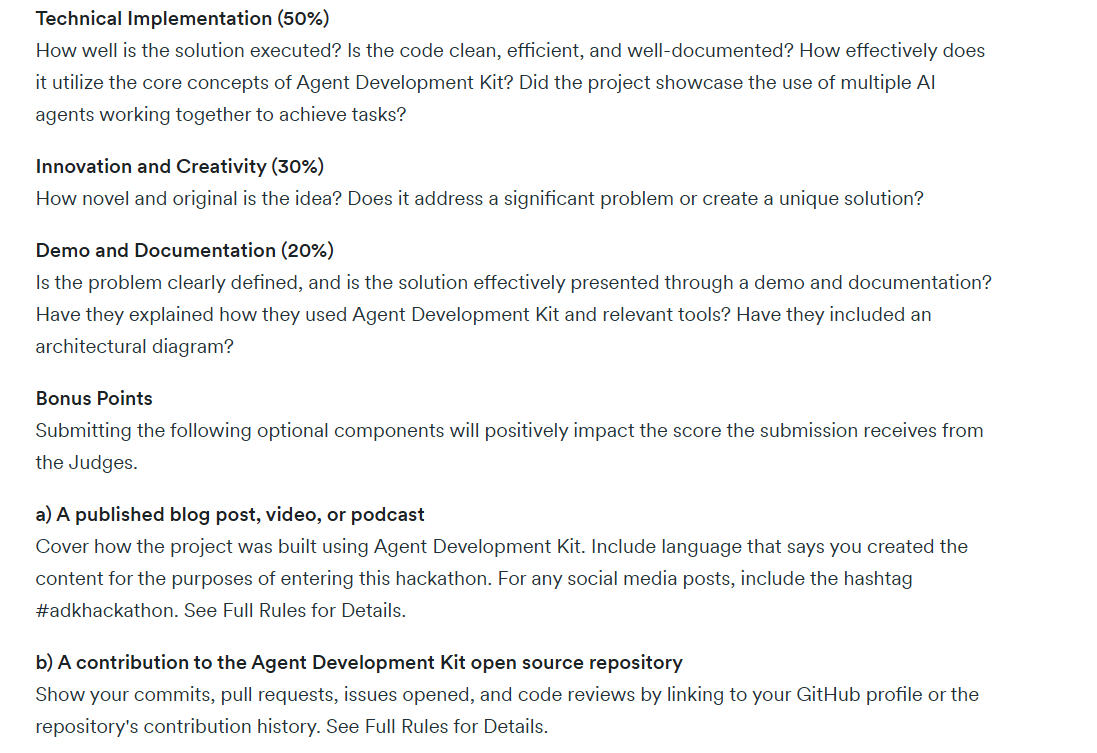 Technical Implementation (50%)
How well is the solution executed? Is the code clean, efficient, and well-documented? How effectively does
it utilize the core concepts of Agent Development Kit? Did the project showcase the use of multiple AI
agents working together to achieve tasks?
Innovation and Creativity (30%)
How novel and original is the idea? Does it address a significant problem or create a unique solution?
Demo and Documentation (20%)
Is the problem clearly defined, and is the solution effectively presented through a demo and documentation?
Have they explained how they used Agent Development Kit and relevant tools? Have they included an
architectural diagram?
Bonus Points
Submitting the following optional components will positively impact the score the submission receives from
the Judges.
a) A published blog post, video, or podcast
Cover how the project was built using Agent Development Kit. Include language that says you created the
content for the purposes of entering this hackathon. For any social media posts, include the hashtag
#adkhackathon. See Full Rules for Details.
b) A contribution to the Agent Development Kit open source repository
Show your commits, pull requests, issues opened, and code reviews by linking to your GitHub profile or the
repository's contribution history. See Full Rules for Details.